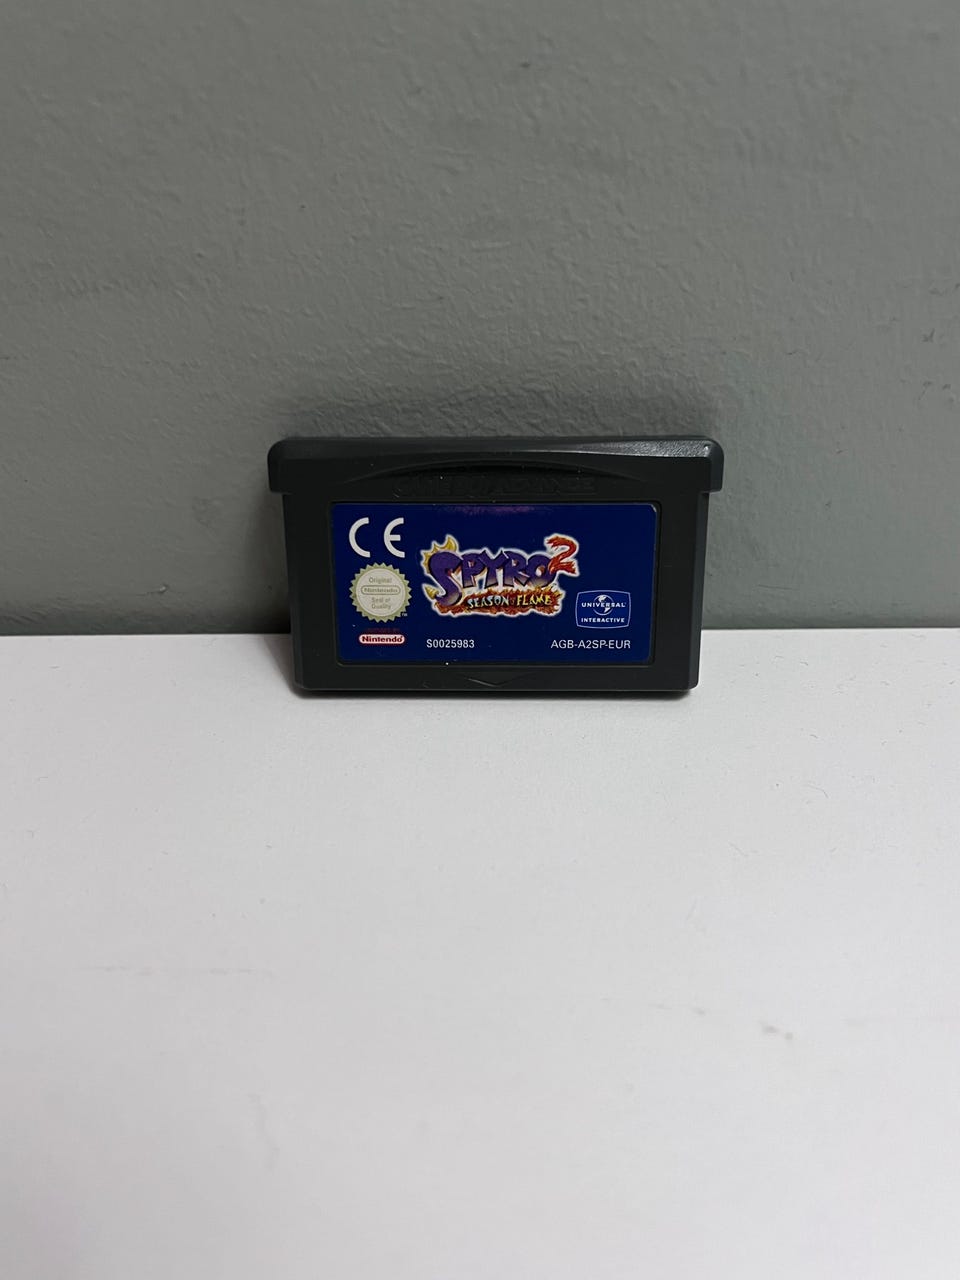 GAME BOY ADVANCE
CE
Original
Nintendo
Seal of
Quality
TM
SPYRO 2
SEASON OF FLAME
UNIVERSAL
INTERACTIVE
Nintendo
S0025983
AGB-A2SP-EUR